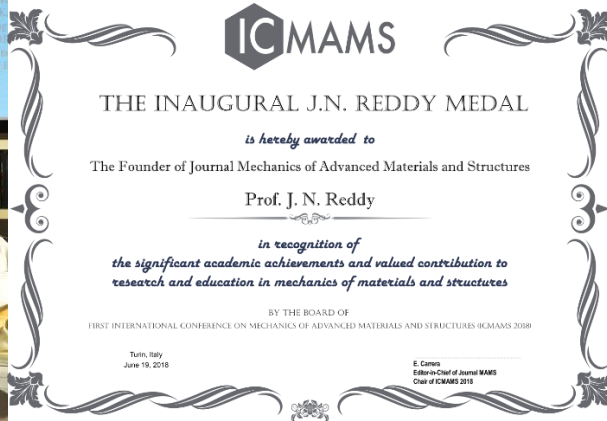 ICMAMS
THE INAUGURAL J.N. REDDY MEDAL
is hereby awarded to
The Founder of Journal Mechanics of Advanced Materials and Structures
Prof. J. N. Reddy
in recognition of
the significant academic achievements and valued contribution to
research and education in mechanics of materials and structures
BY THE BOARD OF
FIRST INTERNATIONAL CONFERENCE ON MECHANICS OF ADVANCED MATERIALS AND STRUCTURES (ICMAMS 2018)
Turin, Italy
June 19, 2018
E. Carrera
Editor-in-Chief of Journal MAMS
Chair of ICMAMS 2018